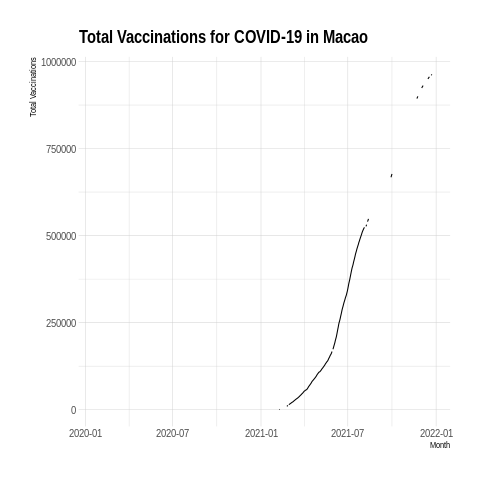 Total Vaccinations for COVID-19 in Macao
Total Vaccinations
1000000
750000
500000
250000
0
2020-01 2020-07 2021-01 2021-07 2022-01
Month